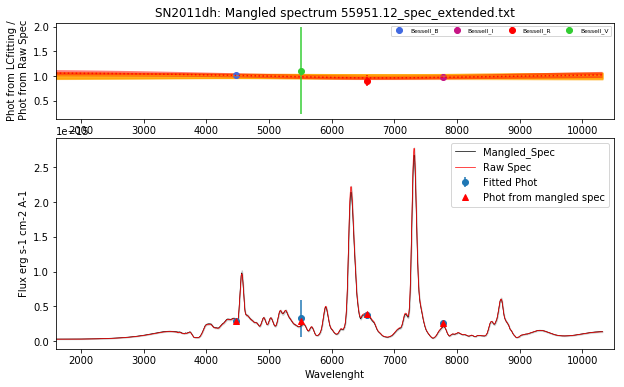 SN2011dh: Mangled spectrum 55951.12_spec_extended.txt
Phot from LCfitting /
Phot from Raw Spec
2.0
1.5
1.0
0.5
Bessell_B
Bessell_I
Bessell_R
Bessell_V
2000 3000 4000 5000 6000 7000 8000 9000 10000
Flux erg s-1 cm-2 A-1
2.5
2.0
1.5
1.0
0.5
0.0
Mangled_Spec
Raw Spec
Fitted Phot
Phot from mangled spec
2000 3000 4000 5000 6000 7000 8000 9000 10000
Wavelenght